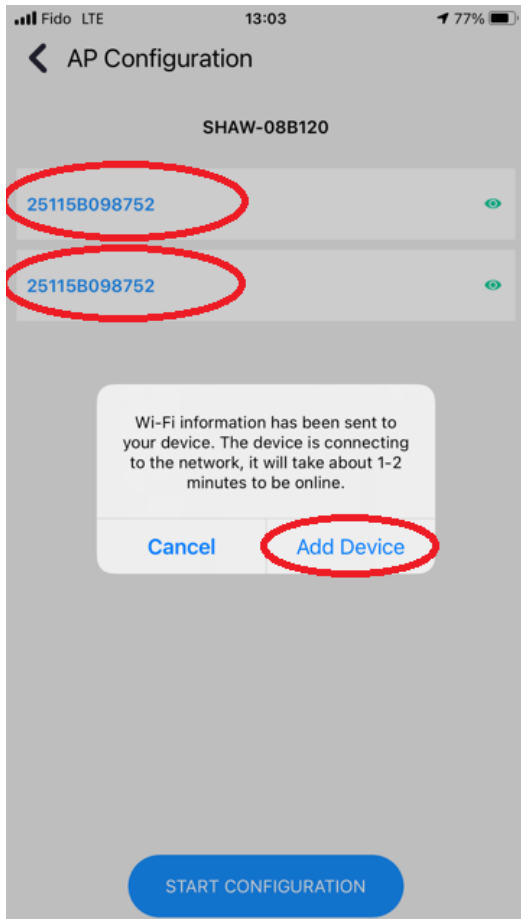 Fido LTE 13:03 77%
AP Configuration
SHAW-08B120
25115B098752
25115B098752
Wi-Fi information has been sent to
your device. The device is connecting
to the network, it will take about 1-2
minutes to be online.
Cancel Add Device
START CONFIGURATION